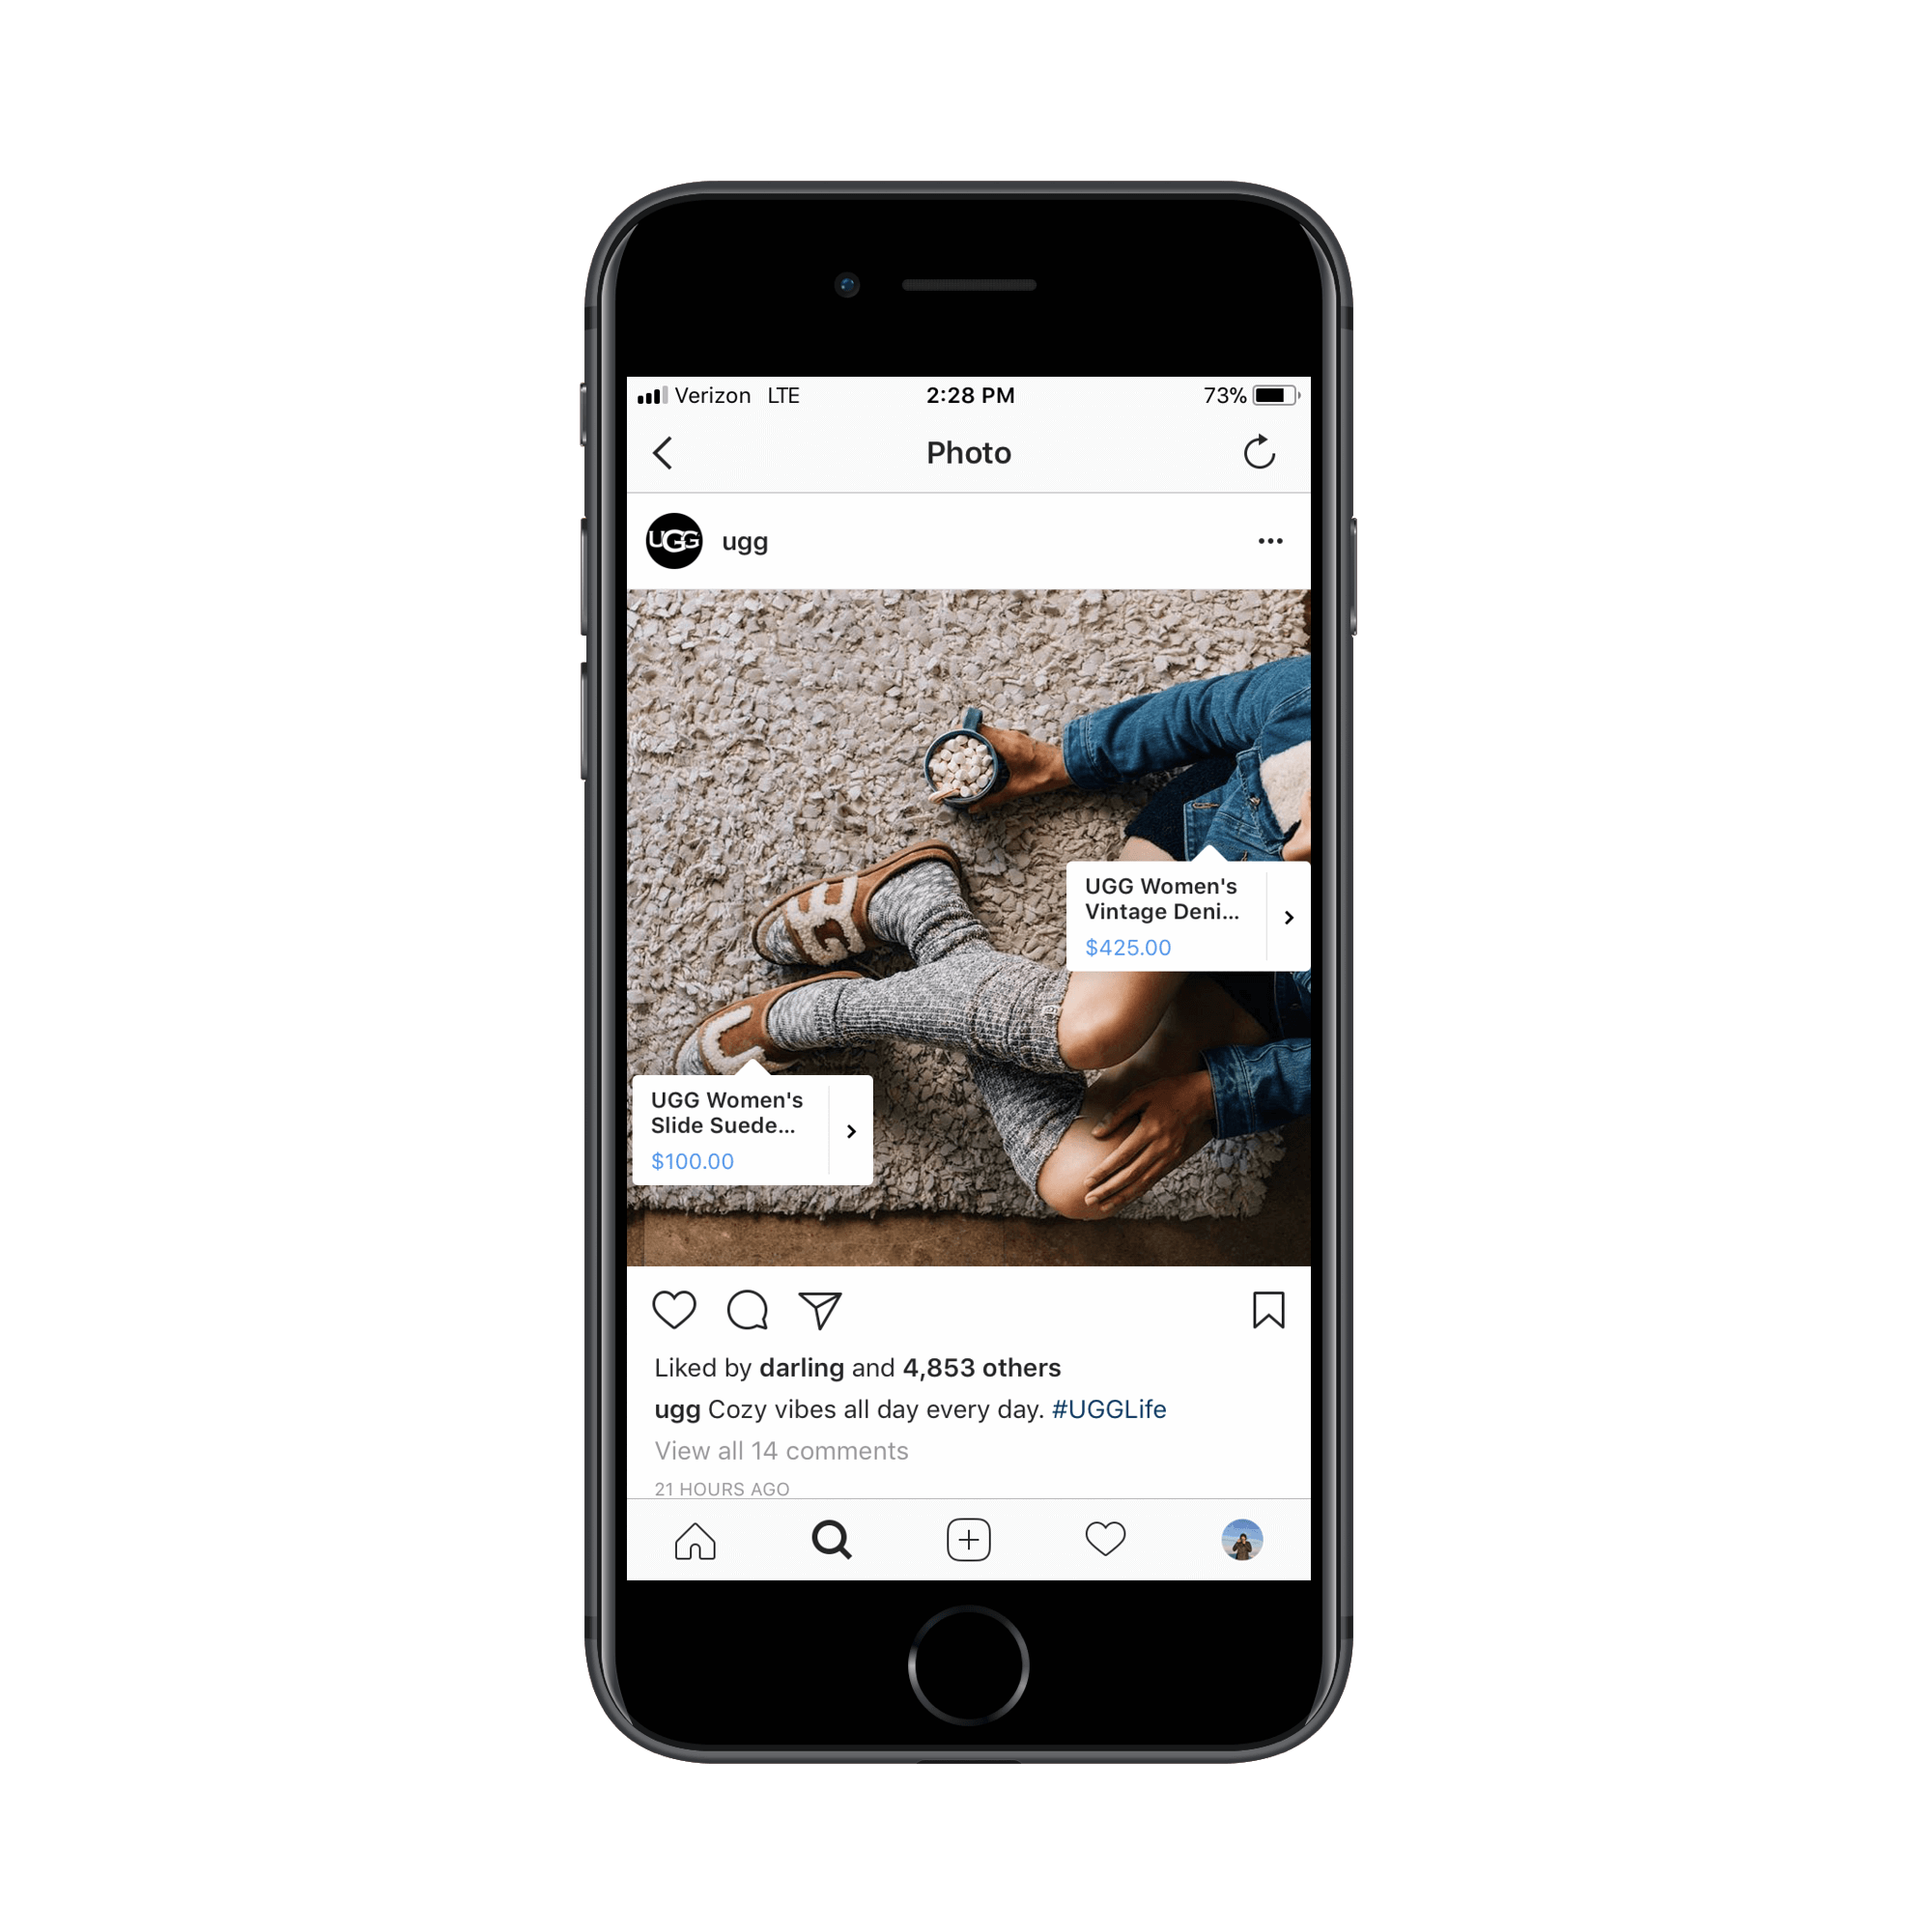 Verizon LTE 2:28 PM 73%
Photo
UGG ugg
UGG Women's
Vintage Deni...
$425.00
UGG Women's
Slide Suede...
$100.00
Liked by darling and 4,853 others
ugg Cozy vibes all day every day. #UGGLife
View all 14 comments
21 HOURS AGO